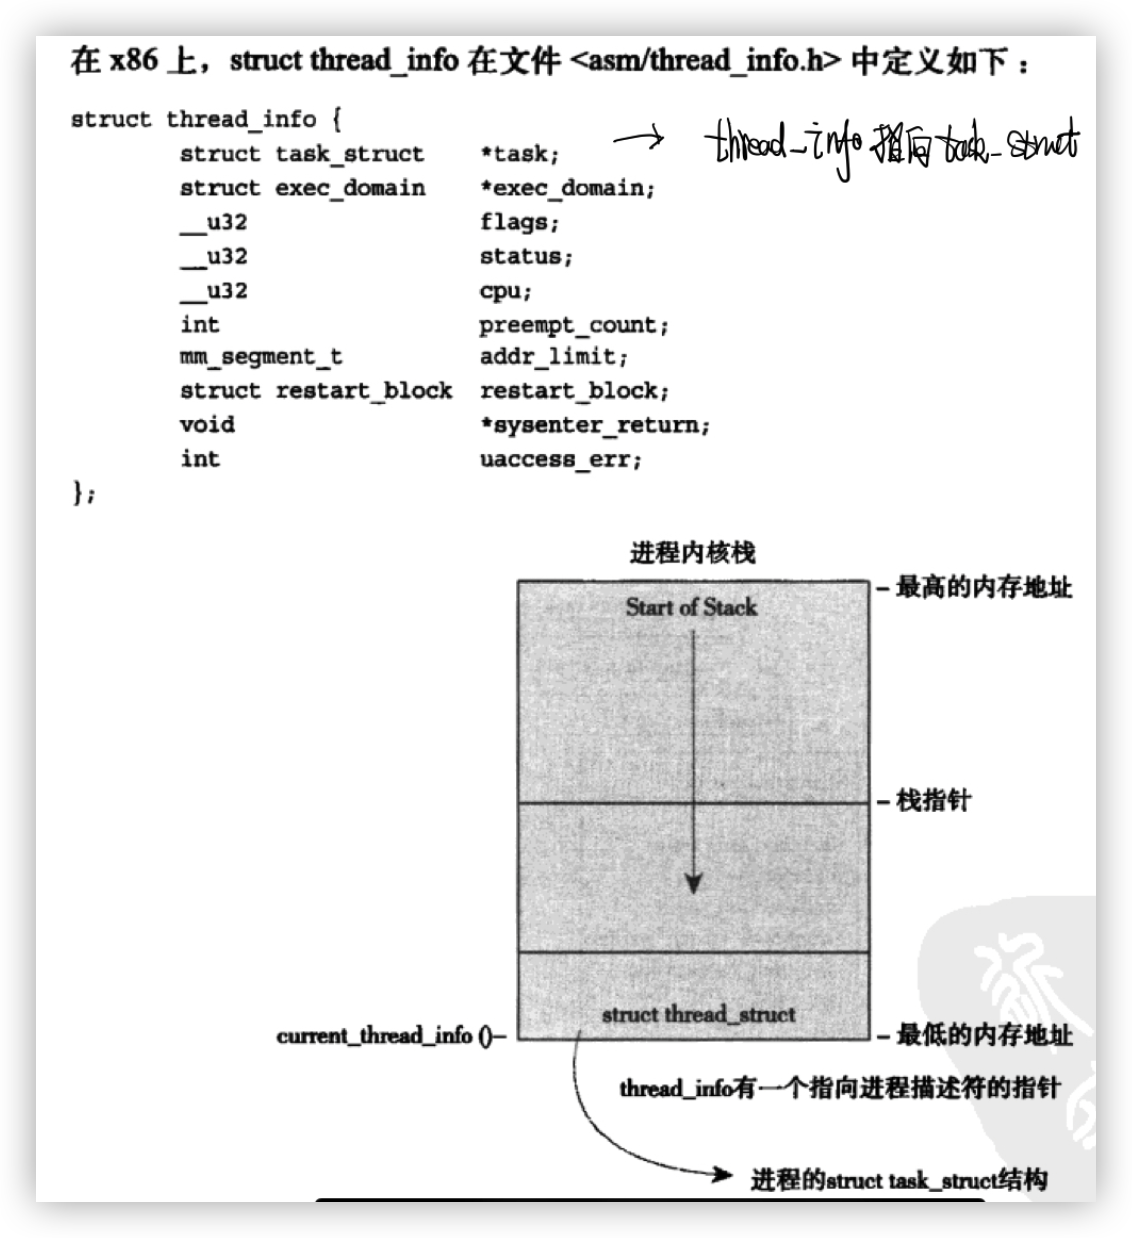 在 x86 上，struct thread_info 在文件 <asm/thread_info.h> 中定义如下：
struct thread_info {
struct task_struct *task;
struct exec_domain *exec_domain;
__u32 flags;
__u32 status;
__u32 cpu;
int preempt_count;
mm_segment_t addr_limit;
struct restart_block restart_block;
void *sysenter_return;
int uaccess_err;
};
→ thread_info 指向 task_struct
进程内核栈
Start of Stack
最高的内存地址
栈指针
struct thread_struct
current_thread_info ()
最低的内存地址
thread_info有一个指向进程描述符的指针
进程的struct task_struct结构